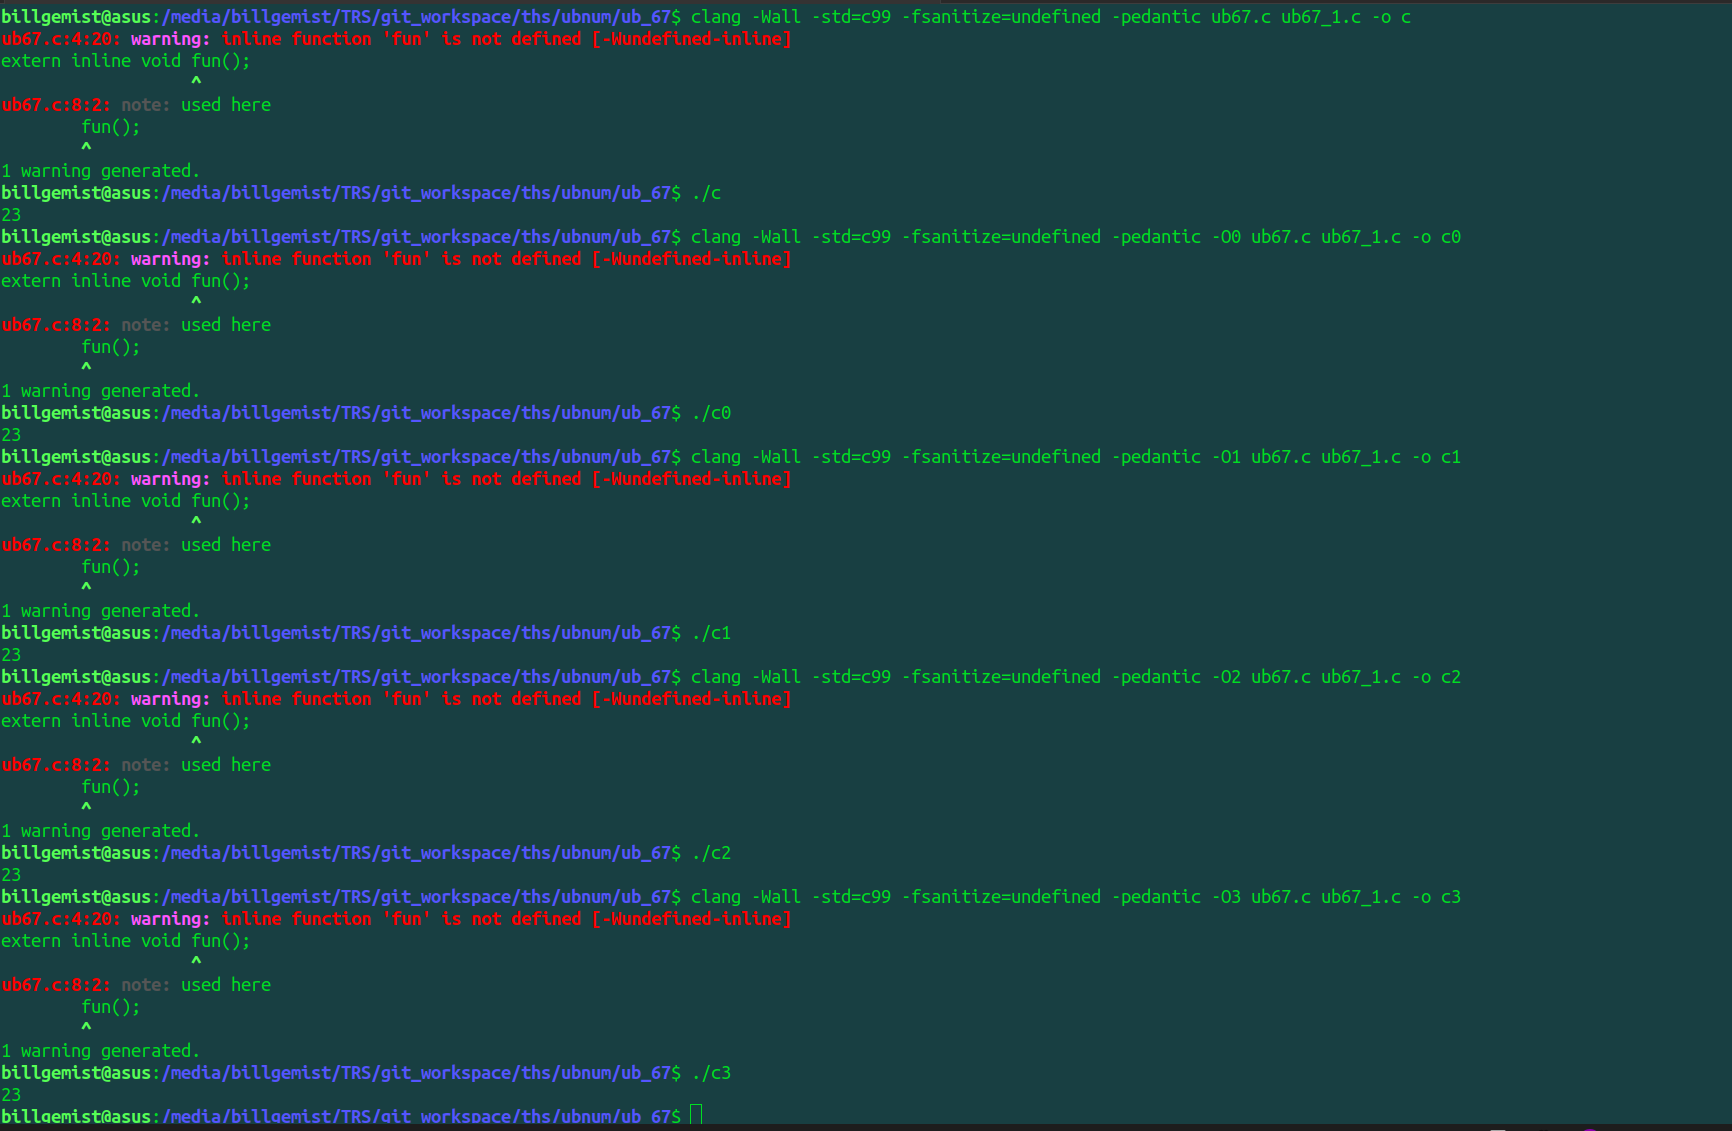 billgemist@asus:/media/billgemist/TRS/git_workspace/ths/ubnum/ub_67$ clang -Wall -std=c99 -fsanitize=undefined -pedantic ub67.c ub67_1.c -o c
ub67.c:4:20: warning: inline function 'fun' is not defined [-Wundefined-inline]
extern inline void fun();
                   ^
ub67.c:8:2: note: used here
        fun();
        ^
1 warning generated.
billgemist@asus:/media/billgemist/TRS/git_workspace/ths/ubnum/ub_67$ ./c
23
billgemist@asus:/media/billgemist/TRS/git_workspace/ths/ubnum/ub_67$ clang -Wall -std=c99 -fsanitize=undefined -pedantic -O0 ub67.c ub67_1.c -o c0
ub67.c:4:20: warning: inline function 'fun' is not defined [-Wundefined-inline]
extern inline void fun();
                   ^
ub67.c:8:2: note: used here
        fun();
        ^
1 warning generated.
billgemist@asus:/media/billgemist/TRS/git_workspace/ths/ubnum/ub_67$ ./c0
23
billgemist@asus:/media/billgemist/TRS/git_workspace/ths/ubnum/ub_67$ clang -Wall -std=c99 -fsanitize=undefined -pedantic -O1 ub67.c ub67_1.c -o c1
ub67.c:4:20: warning: inline function 'fun' is not defined [-Wundefined-inline]
extern inline void fun();
                   ^
ub67.c:8:2: note: used here
        fun();
        ^
1 warning generated.
billgemist@asus:/media/billgemist/TRS/git_workspace/ths/ubnum/ub_67$ ./c1
23
billgemist@asus:/media/billgemist/TRS/git_workspace/ths/ubnum/ub_67$ clang -Wall -std=c99 -fsanitize=undefined -pedantic -O2 ub67.c ub67_1.c -o c2
ub67.c:4:20: warning: inline function 'fun' is not defined [-Wundefined-inline]
extern inline void fun();
                   ^
ub67.c:8:2: note: used here
        fun();
        ^
1 warning generated.
billgemist@asus:/media/billgemist/TRS/git_workspace/ths/ubnum/ub_67$ ./c2
23
billgemist@asus:/media/billgemist/TRS/git_workspace/ths/ubnum/ub_67$ clang -Wall -std=c99 -fsanitize=undefined -pedantic -O3 ub67.c ub67_1.c -o c3
ub67.c:4:20: warning: inline function 'fun' is not defined [-Wundefined-inline]
extern inline void fun();
                   ^
ub67.c:8:2: note: used here
        fun();
        ^
1 warning generated.
billgemist@asus:/media/billgemist/TRS/git_workspace/ths/ubnum/ub_67$ ./c3
23
billgemist@asus:/media/billgemist/TRS/git_workspace/ths/ubnum/ub_67$